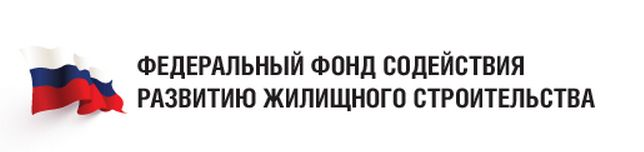 ФЕДЕРАЛЬНЫЙ ФОНД СОДЕЙСТВИЯ
РАЗВИТИЮ ЖИЛИЩНОГО СТРОИТЕЛЬСТВА